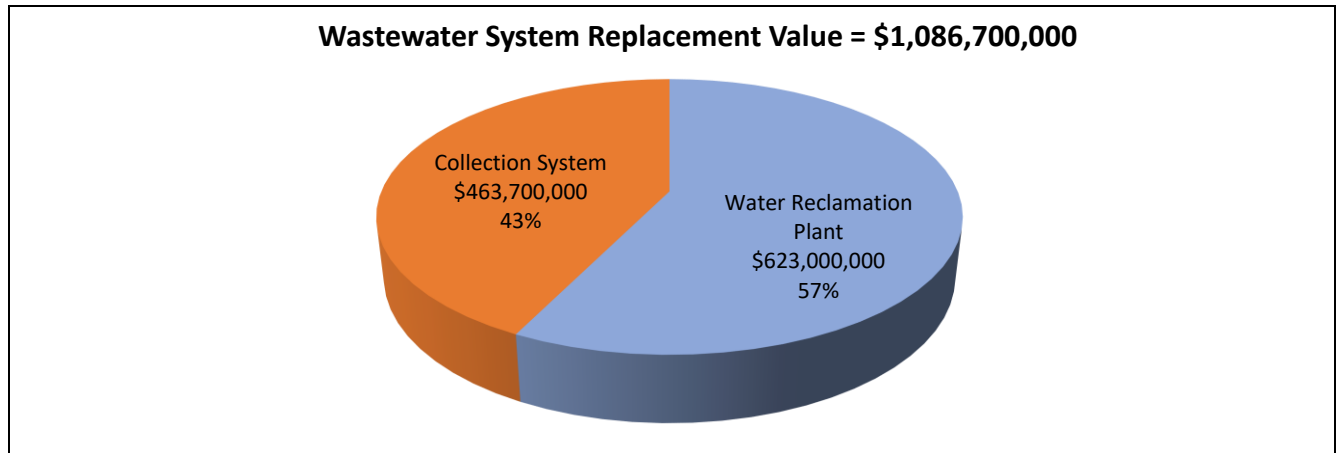 Wastewater System Replacement Value = $1,086,700,000
Collection System
$463,700,000
43%
Water Reclamation
Plant
$623,000,000
57%